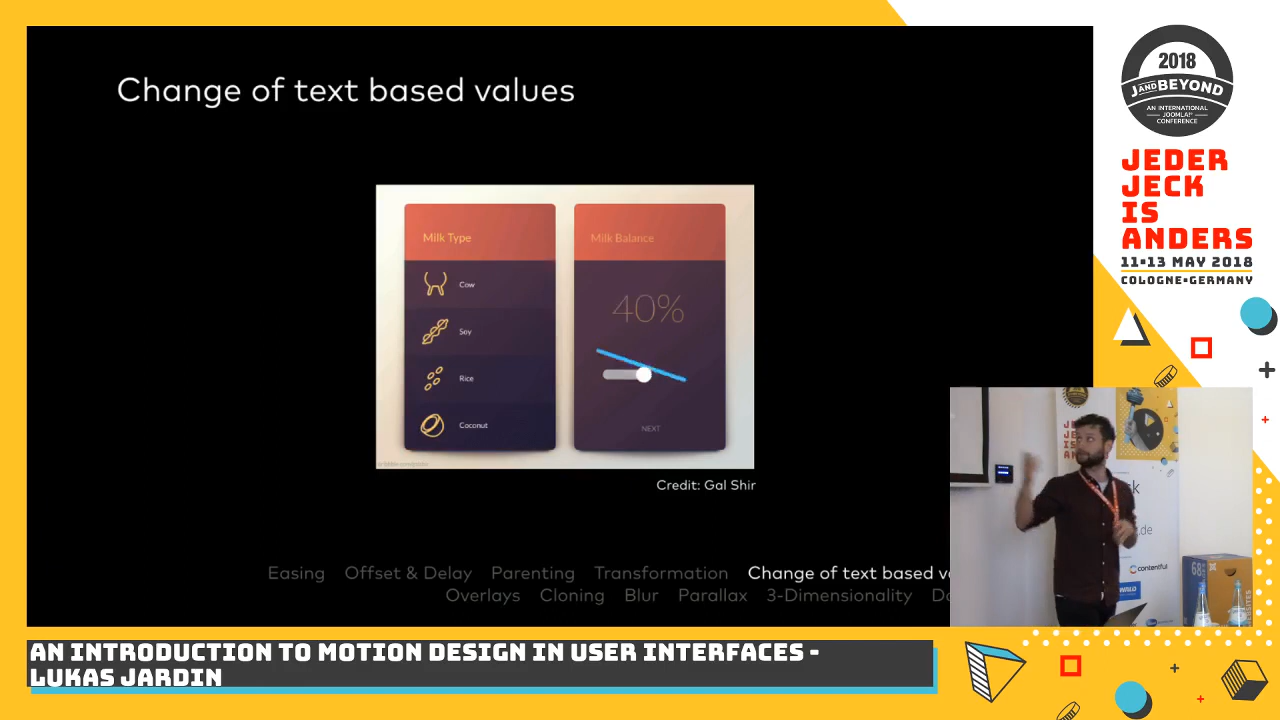 Change of text based values
Milk Type
Cow
Soy
Rice
Coconut
Milk Balance
40%
NEXT
Credit: Gal Shir
Easing Offset & Delay Parenting Transformation Change of text based
Overlays Cloning Blur Parallax 3-Dimensionality
AN INTRODUCTION TO MOTION DESIGN IN USER INTERFACES -
LUKAS JARDIN
2018
J AND BEYOND
AN INTERNATIONAL
JOOMLA!
CONFERENCE
JEDER
JECK
IS
ANDERS
11-13 MAY 2018
COLOGNE-GERMANY
contentful